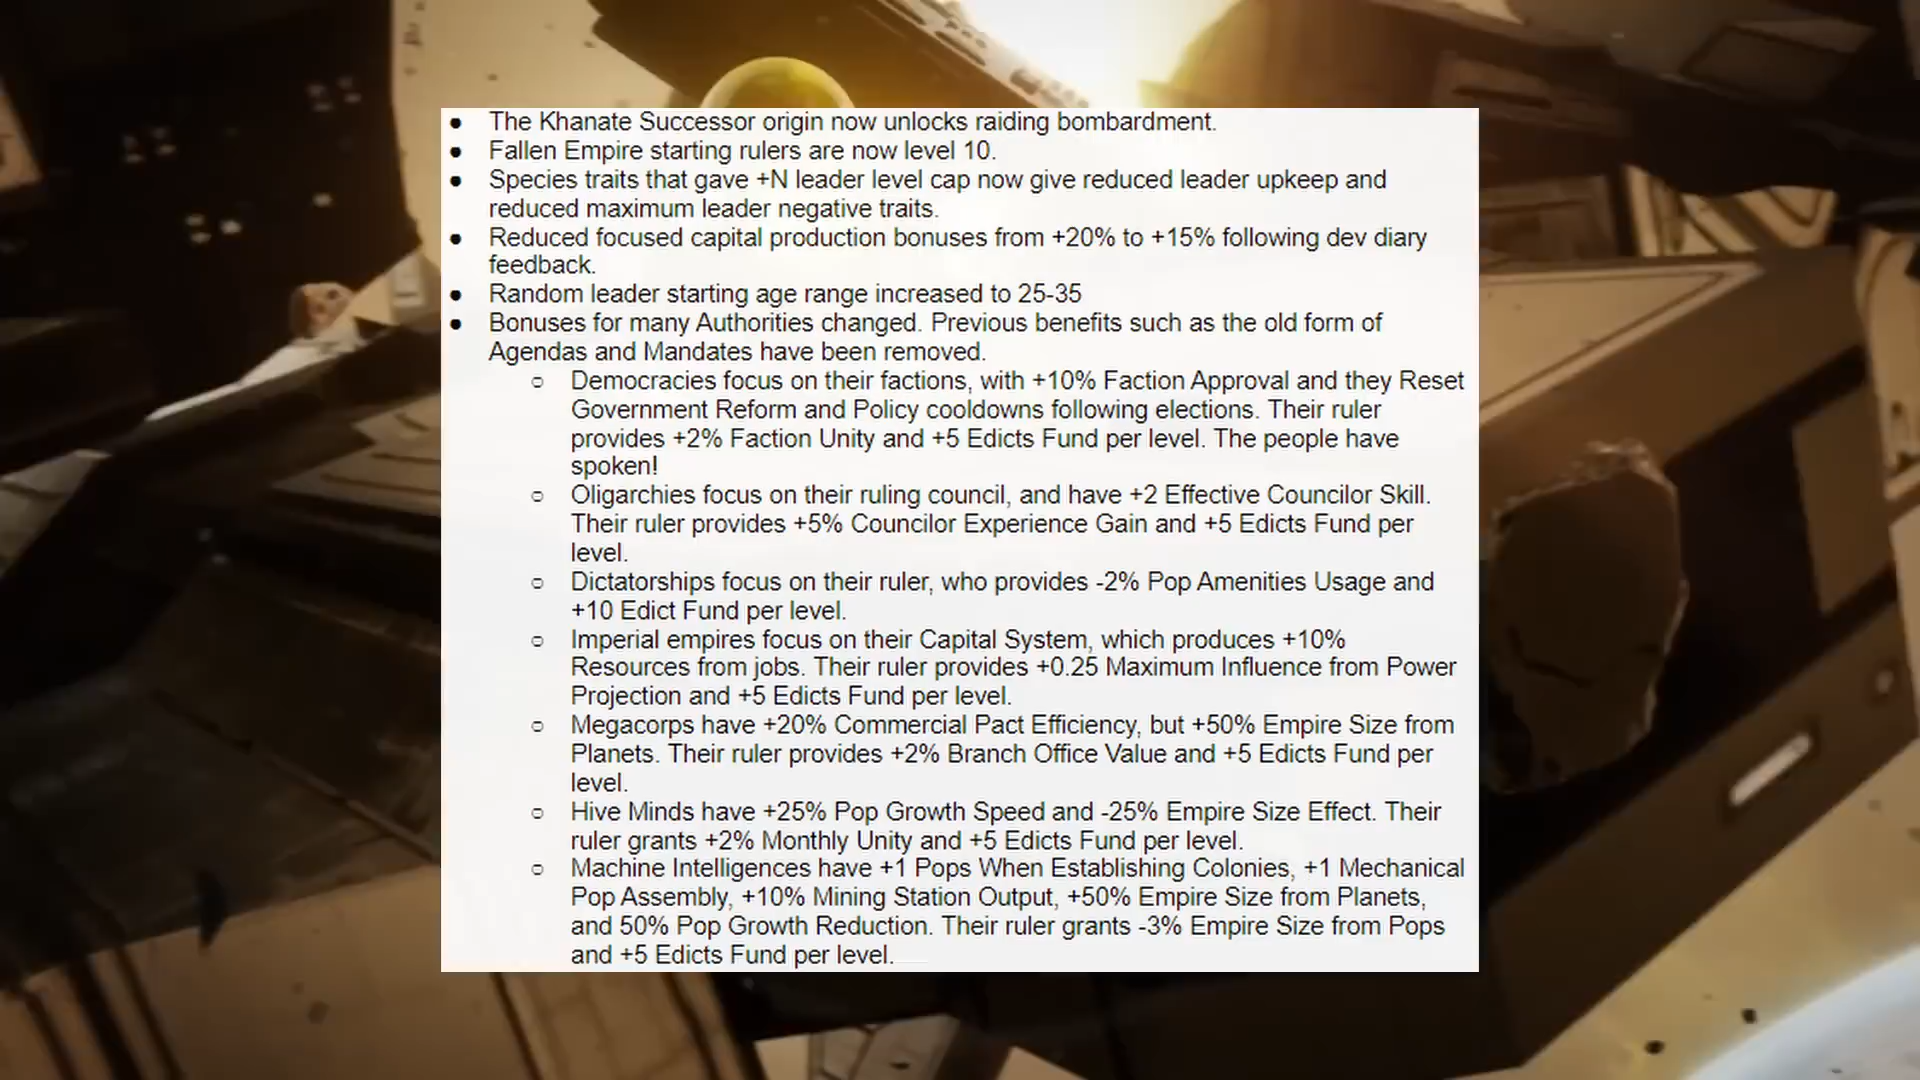 ● The Khanate Successor origin now unlocks raiding bombardment.
● Fallen Empire starting rulers are now level 10.
● Species traits that gave +N leader level cap now give reduced leader upkeep and
reduced maximum leader negative traits.
● Reduced focused capital production bonuses from +20% to +15% following dev diary
feedback.
● Random leader starting age range increased to 25-35
● Bonuses for many Authorities changed. Previous benefits such as the old form of
Agendas and Mandates have been removed.
○ Democracies focus on their factions, with +10% Faction Approval and they Reset
Government Reform and Policy cooldowns following elections. Their ruler
provides +2% Faction Unity and +5 Edicts Fund per level. The people have
spoken!
○ Oligarchies focus on their ruling council, and have +2 Effective Councilor Skill.
Their ruler provides +5% Councilor Experience Gain and +5 Edicts Fund per
level.
○ Dictatorships focus on their ruler, who provides -2% Pop Amenities Usage and
+10 Edict Fund per level.
○ Imperial empires focus on their Capital System, which produces +10%
Resources from jobs. Their ruler provides +0.25 Maximum Influence from Power
Projection and +5 Edicts Fund per level.
○ Megacorps have +20% Commercial Pact Efficiency, but +50% Empire Size from
Planets. Their ruler provides +2% Branch Office Value and +5 Edicts Fund per
level.
○ Hive Minds have +25% Pop Growth Speed and -25% Empire Size Effect. Their
ruler grants +2% Monthly Unity and +5 Edicts Fund per level.
○ Machine Intelligences have +1 Pops When Establishing Colonies, +1 Mechanical
Pop Assembly, +10% Mining Station Output, +50% Empire Size from Planets,
and 50% Pop Growth Reduction. Their ruler grants -3% Empire Size from Pops
and +5 Edicts Fund per level.